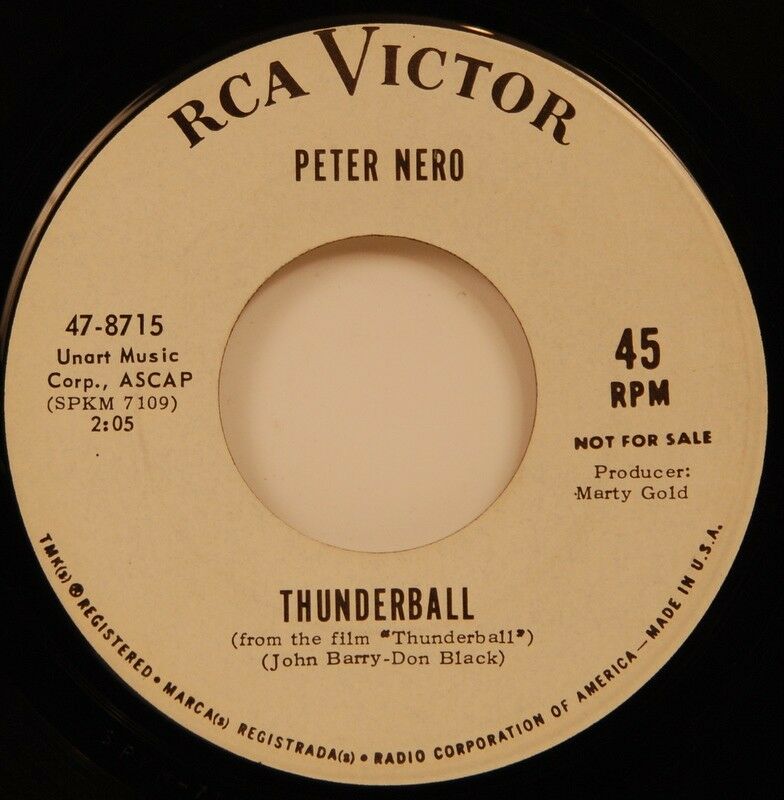 RCA VICTOR
PETER NERO
47-8715
Unart Music
Corp., ASCAP
(SPKM 7109)
2:05
45
RPM
NOT FOR SALE
Producer:
Marty Gold
THUNDERBALL
(from the film "Thunderball")
(John Barry-Don Black)
TMK(s) ® REGISTERED • MARCA(s) REGISTRADA(s) • RADIO CORPORATION OF AMERICA—MADE IN U.S.A.